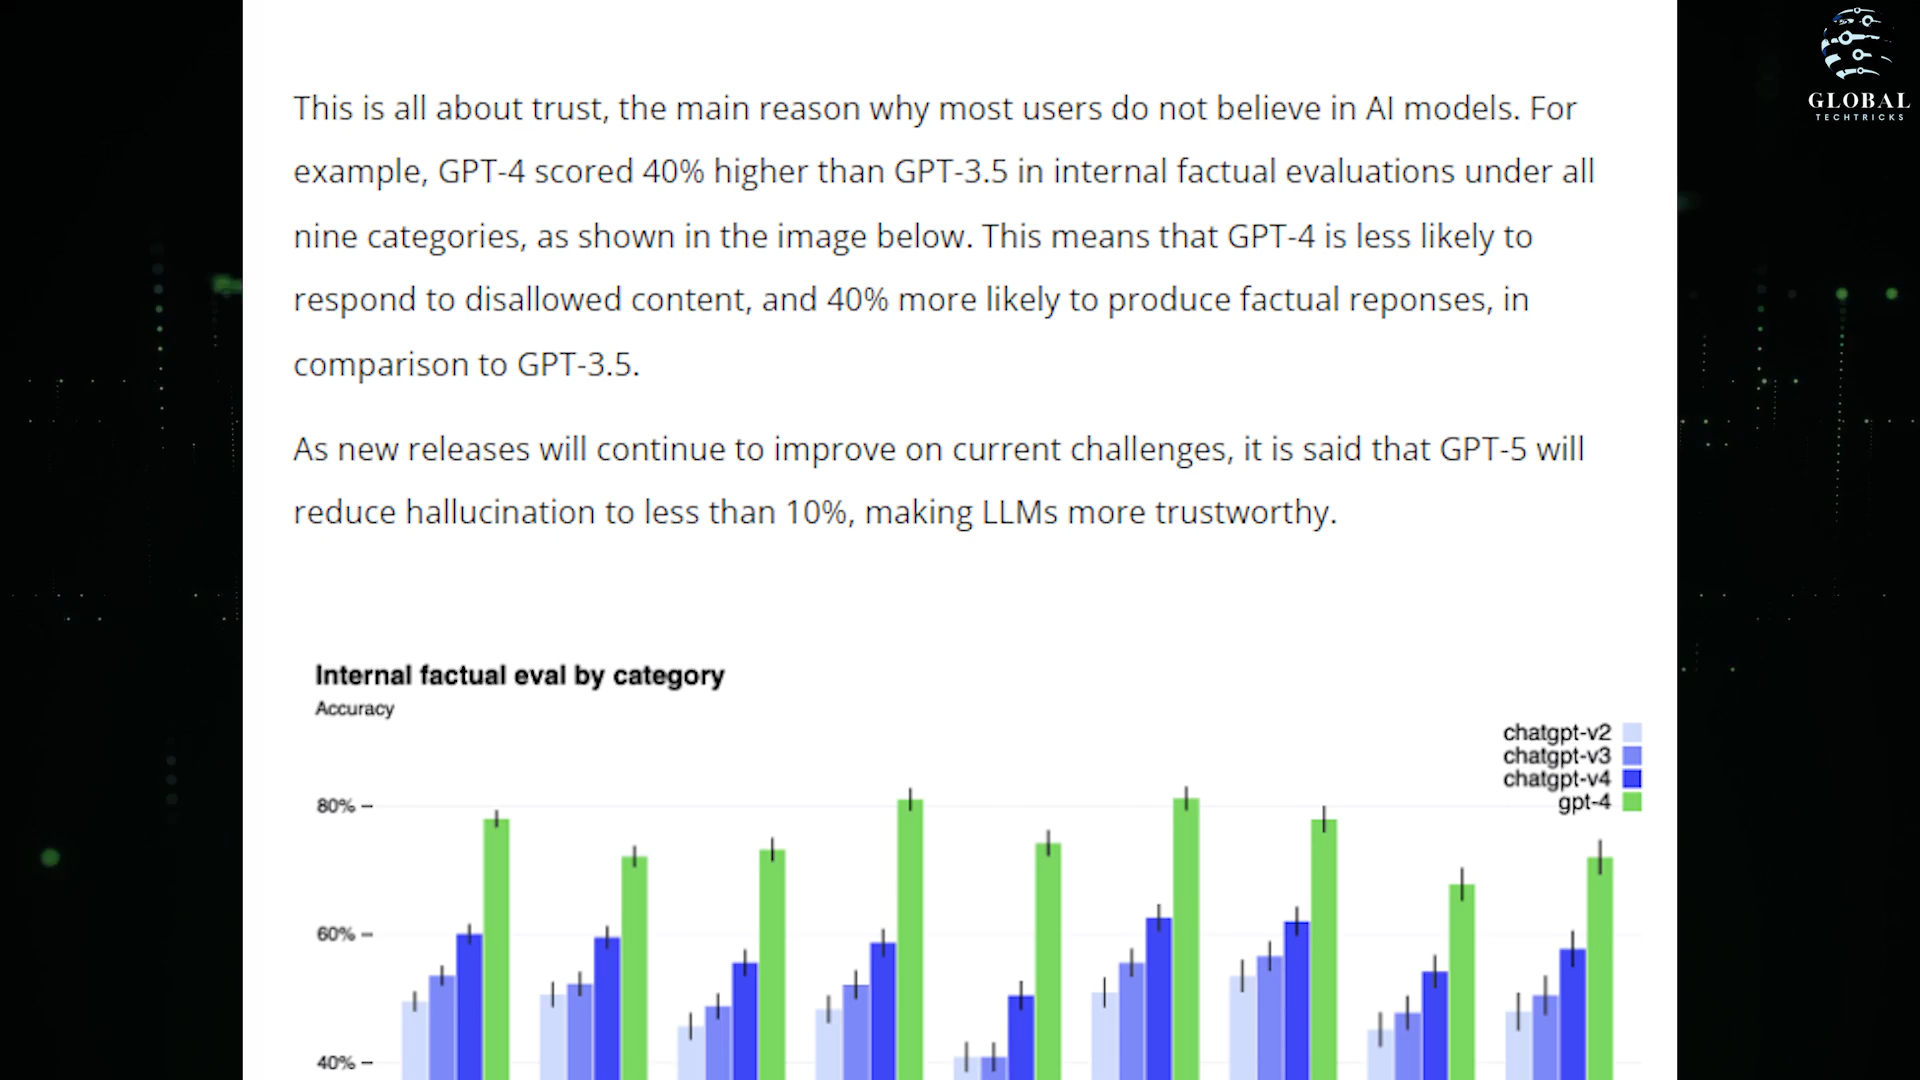 GLOBAL
TECHTRICKS
This is all about trust, the main reason why most users do not believe in AI models. For
example, GPT-4 scored 40% higher than GPT-3.5 in internal factual evaluations under all
nine categories, as shown in the image below. This means that GPT-4 is less likely to
respond to disallowed content, and 40% more likely to produce factual reponses, in
comparison to GPT-3.5.
As new releases will continue to improve on current challenges, it is said that GPT-5 will
reduce hallucination to less than 10%, making LLMs more trustworthy.
Internal factual eval by category
Accuracy
chatgpt-v2
chatgpt-v3
chatgpt-v4
gpt-4
80%
60%
40%